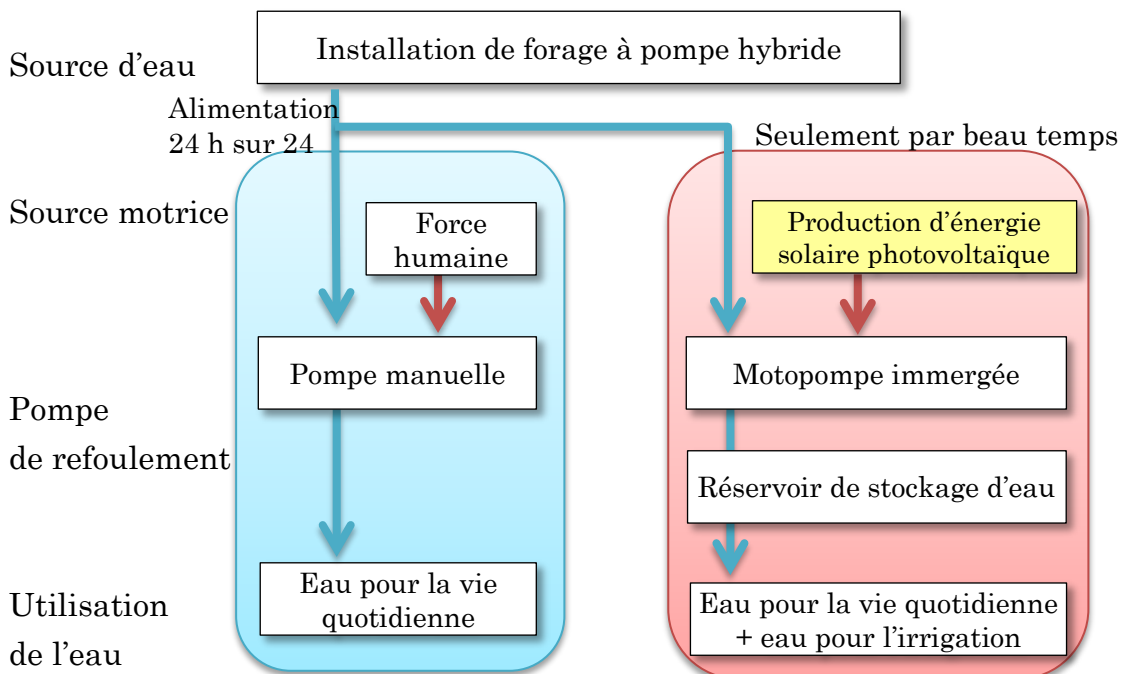 Installation de forage à pompe hybride
Source d'eau
Alimentation
24 h sur 24
Seulement par beau temps
Source motrice
Force
humaine
Production d'énergie
solaire photovoltaïque
Pompe manuelle
Motopompe immergée
Pompe
de refoulement
Réservoir de stockage d'eau
Utilisation
de l'eau
Eau pour la vie
quotidienne
Eau pour la vie quotidienne
+ eau pour l'irrigation